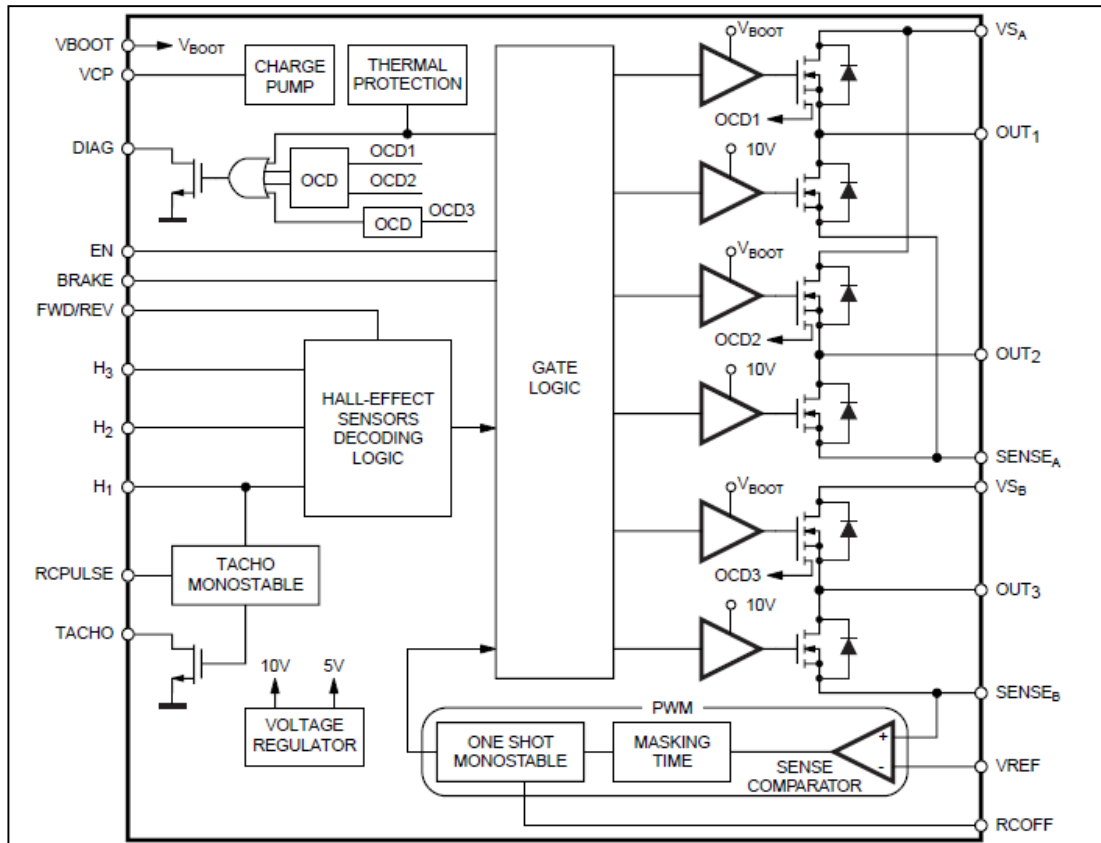 VBOOT
VBOOT
VCP
CHARGE
PUMP
THERMAL
PROTECTION
DIAG
OCD
OCD1
OCD2
OCD
OCD3
EN
BRAKE
FWD/REV
H3
H2
H1
HALL-EFFECT
SENSORS
DECODING
LOGIC
RCPULSE
TACHO
MONOSTABLE
TACHO
10V
5V
VOLTAGE
REGULATOR
GATE
LOGIC
VBOOT
OCD1
10V
VBOOT
OCD2
10V
VBOOT
OCD3
10V
VSA
OUT1
OUT2
SENSEA
VSB
OUT3
SENSEB
PWM
ONE SHOT
MONOSTABLE
MASKING
TIME
+
-
SENSE
COMPARATOR
VREF
RCOFF